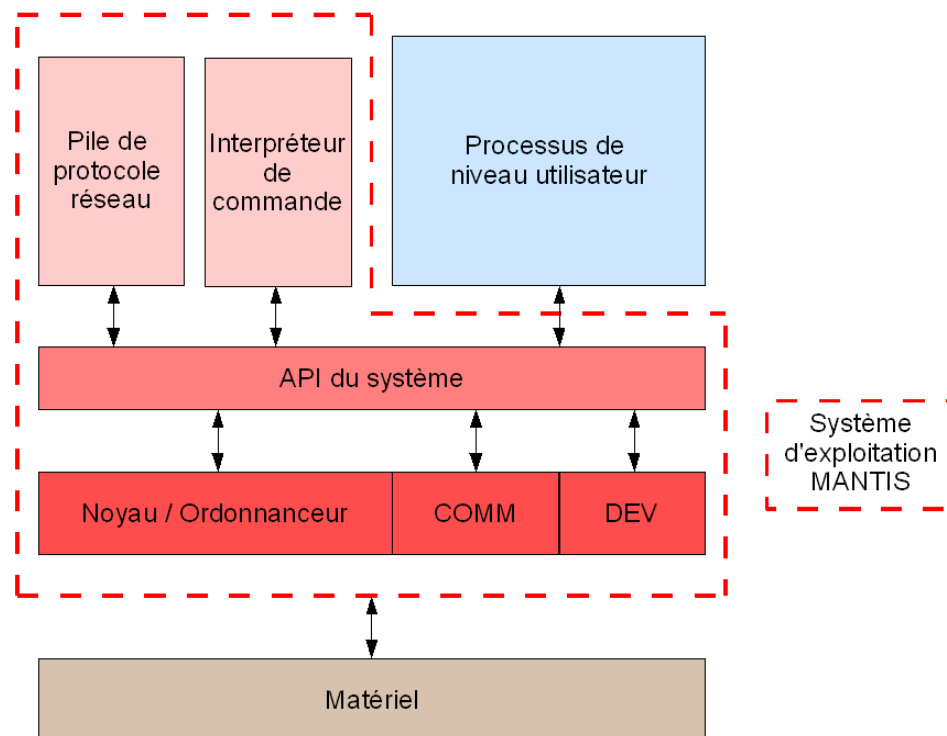 Pile de
protocole
réseau
Interpréteur
de
commande
Processus de
niveau utilisateur
API du système
Noyau / Ordonnanceur
COMM
DEV
Système
d'exploitation
MANTIS
Matériel